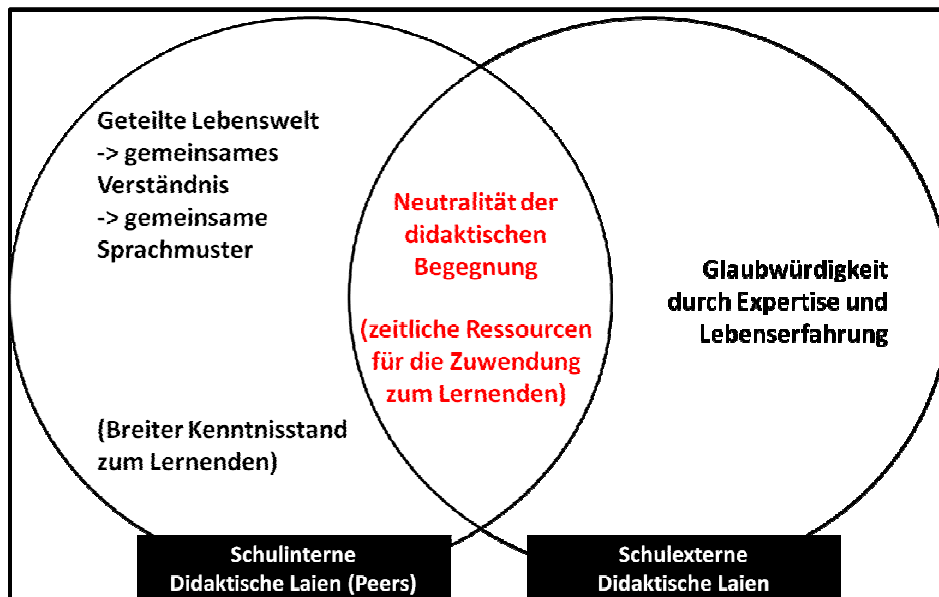 Geteilte Lebenswelt
-> gemeinsames
Verständnis
-> gemeinsame
Sprachmuster
(Breiter Kenntnisstand
zum Lernenden)
Neutralität der
didaktischen
Begegnung
(zeitliche Ressourcen
für die Zuwendung
zum Lernenden)
Glaubwürdigkeit
durch Expertise und
Lebenserfahrung
Schulinterne
Didaktische Laien (Peers)
Schulexterne
Didaktische Laien